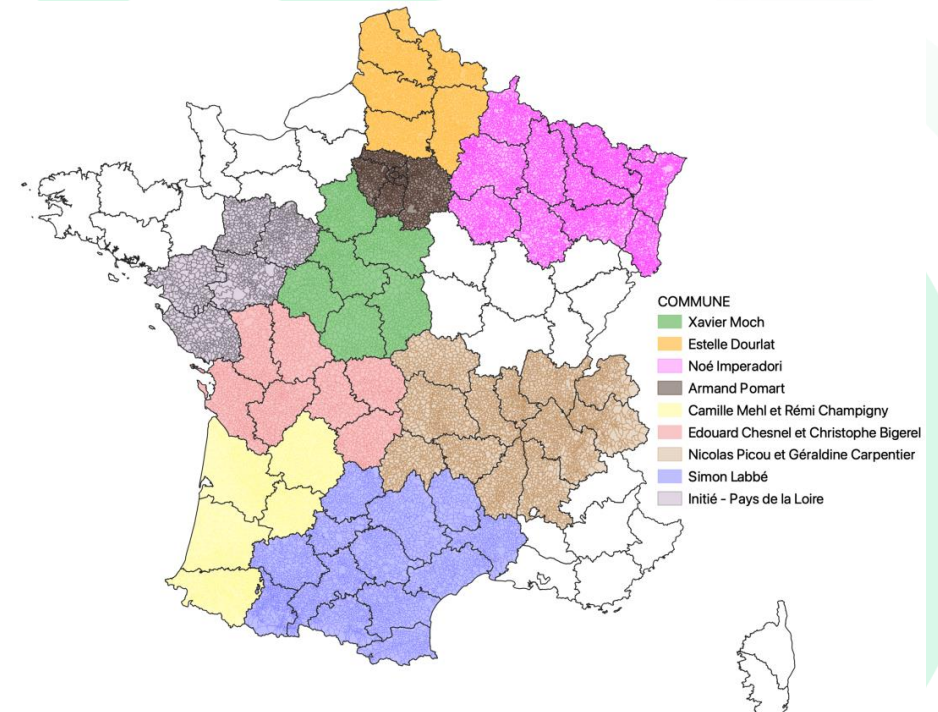 COMMUNE
Xavier Moch
Estelle Dourlat
Noé Imperadori
Armand Pomart
Camille Mehl et Rémi Champigny
Edouard Chesnel et Christophe Bigerel
Nicolas Picou et Géraldine Carpentier
Simon Labbé
Initié - Pays de la Loire